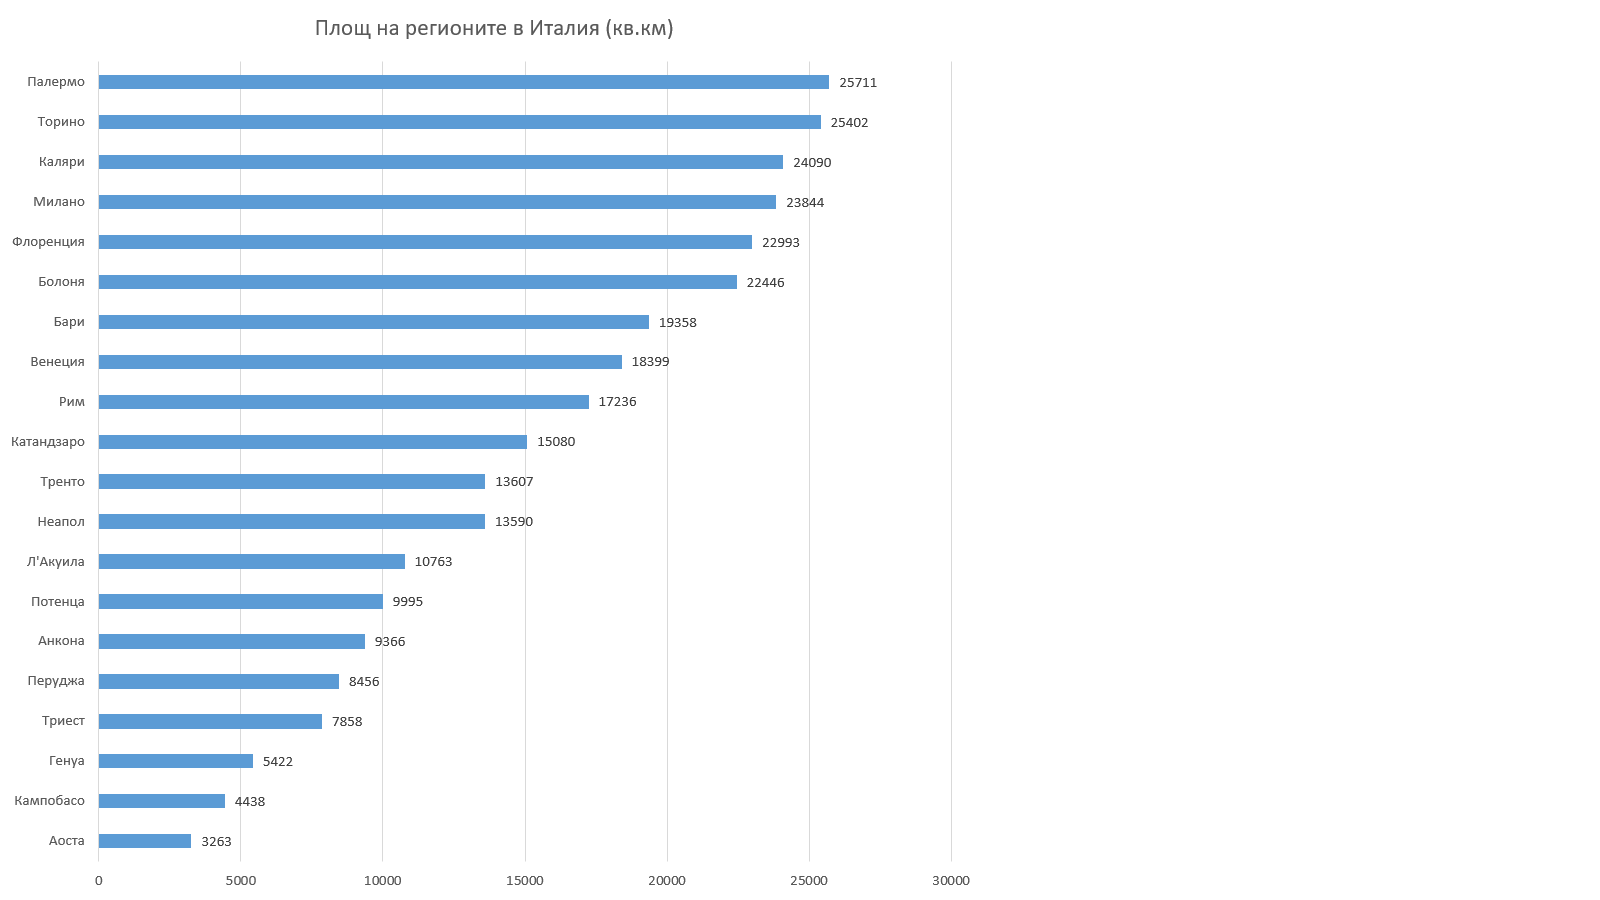 Площ на регионите в Италия (кв.км)
Палермо 25711
Торино 25402
Каляри 24090
Милано 23844
Флоренция 22993
Болоня 22446
Бари 19358
Венеция 18399
Рим 17236
Катандзаро 15080
Тренто 13607
Неапол 13590
Л'Акуила 10763
Потенца 9995
Анкона 9366
Перуджа 8456
Триест 7858
Генуа 5422
Кампобасо 4438
Аоста 3263
0 5000 10000 15000 20000 25000 30000